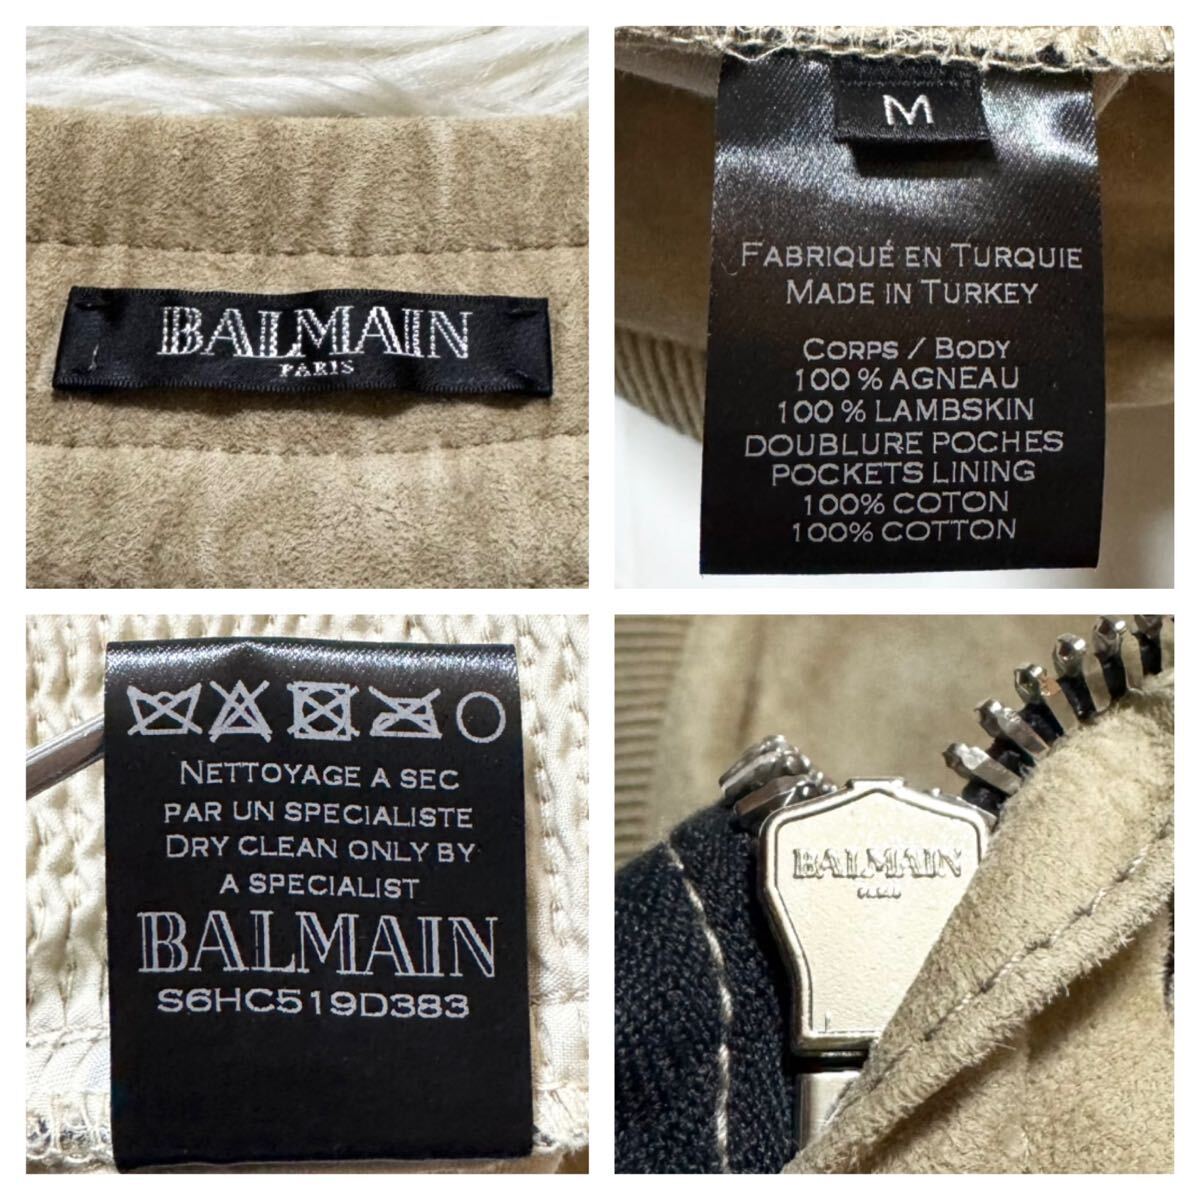 BALMAIN
PARIS
M
FABRIQUÉ EN TURQUIE
MADE IN TURKEY
CORPS / BODY
100 % AGNEAU
100 % LAMBSKIN
DOUBLURE POCHES
POCKETS LINING
100% COTON
100% COTTON
NETTOYAGE A SEC
PAR UN SPECIALISTE
DRY CLEAN ONLY BY
A SPECIALIST
BALMAIN
S6HC519D383
BALMAIN
PARIS